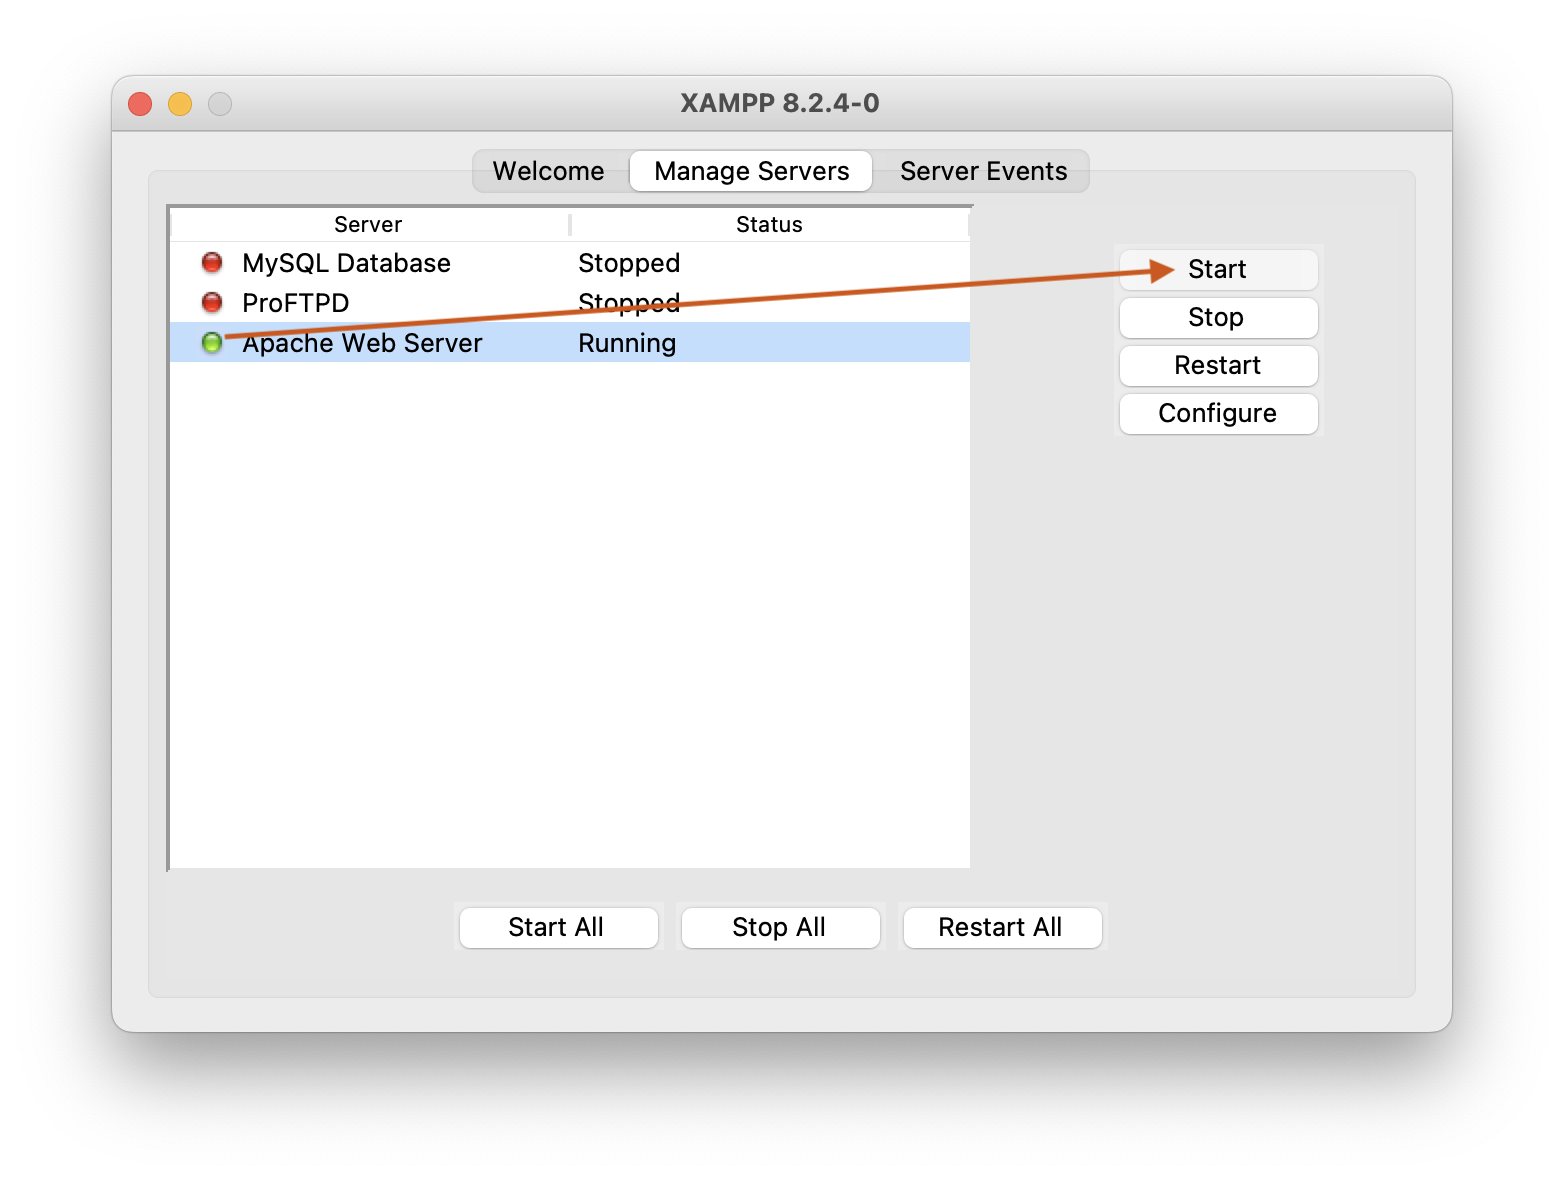 XAMPP 8.2.4-0
Welcome Manage Servers Server Events
Server Status
MySQL Database Stopped
ProFTPD Stopped
Apache Web Server Running
Start
Stop
Restart
Configure
Start All Stop All Restart All